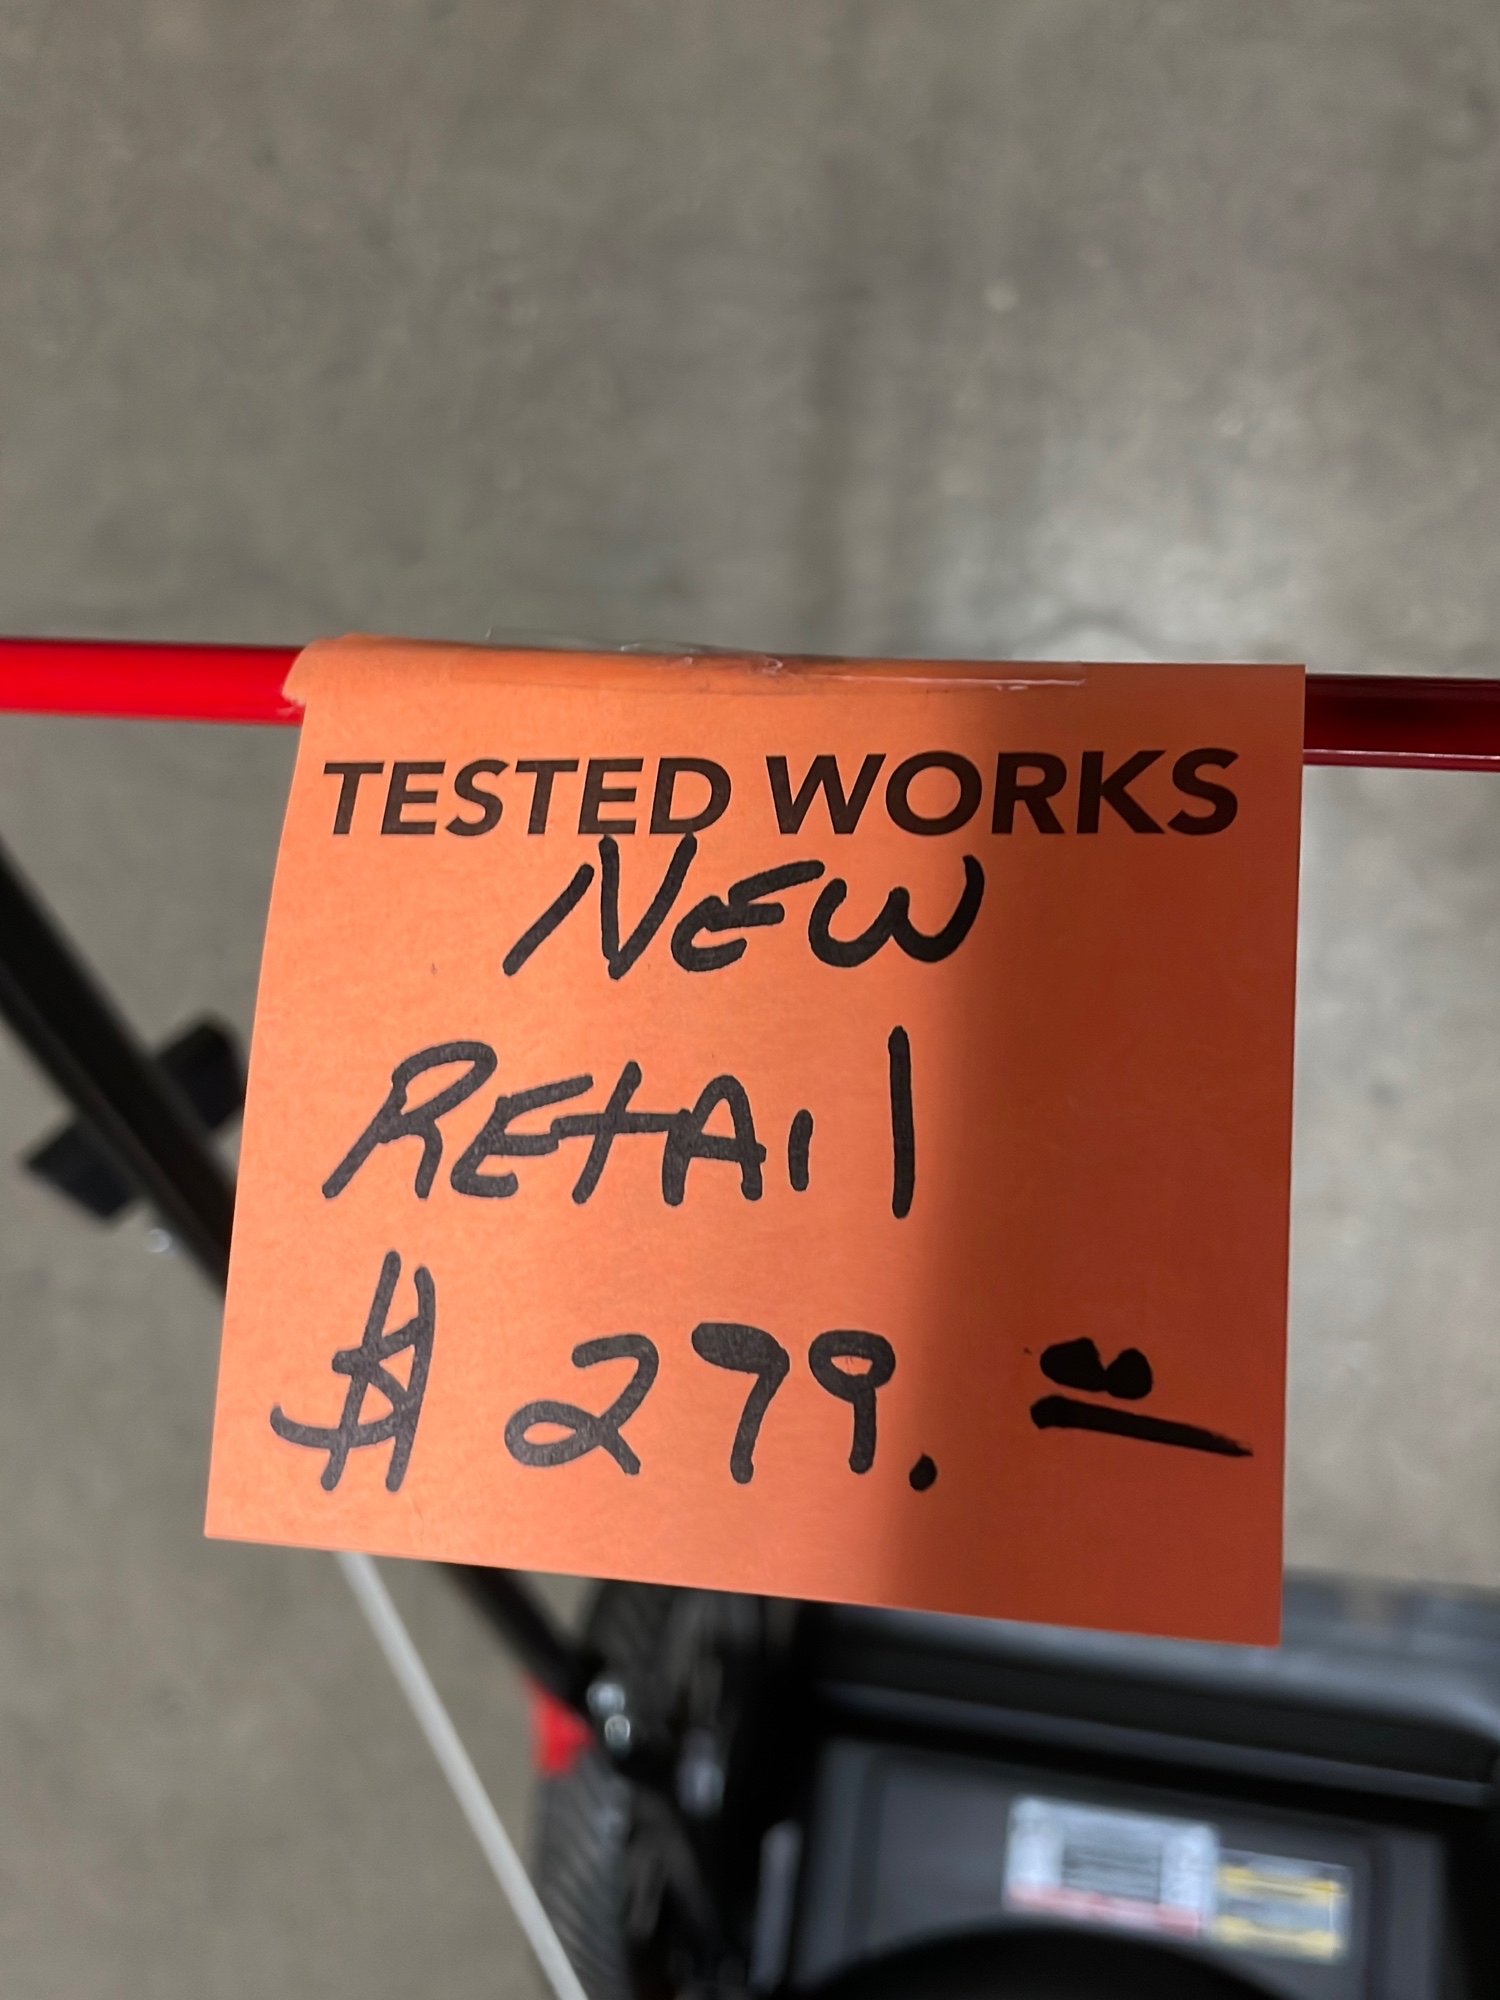 TESTED WORKS
NEW
RETAIl
$ 279.00